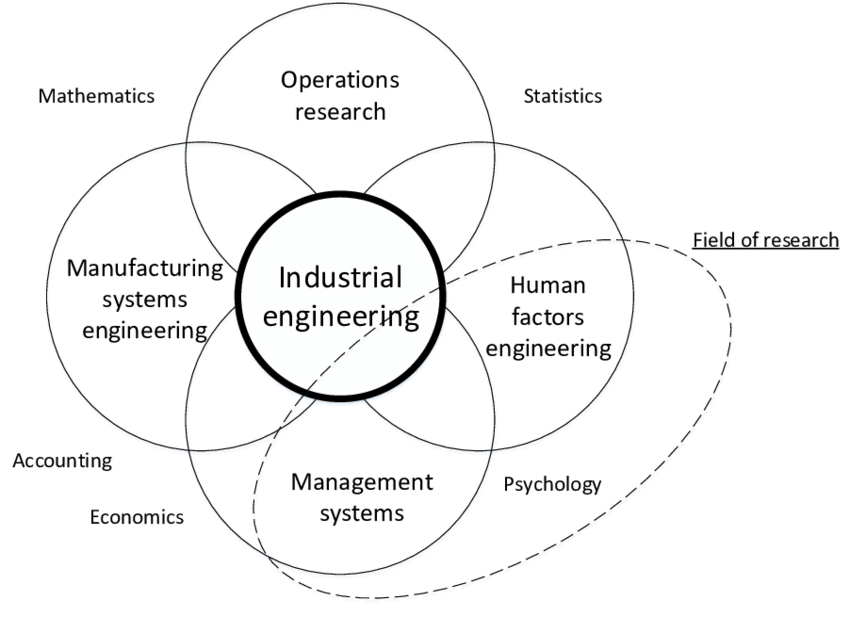 Operations
research
Mathematics
Statistics
Field of research
Manufacturing
systems
engineering
Industrial
engineering
Human
factors
engineering
Accounting
Management
systems
Psychology
Economics